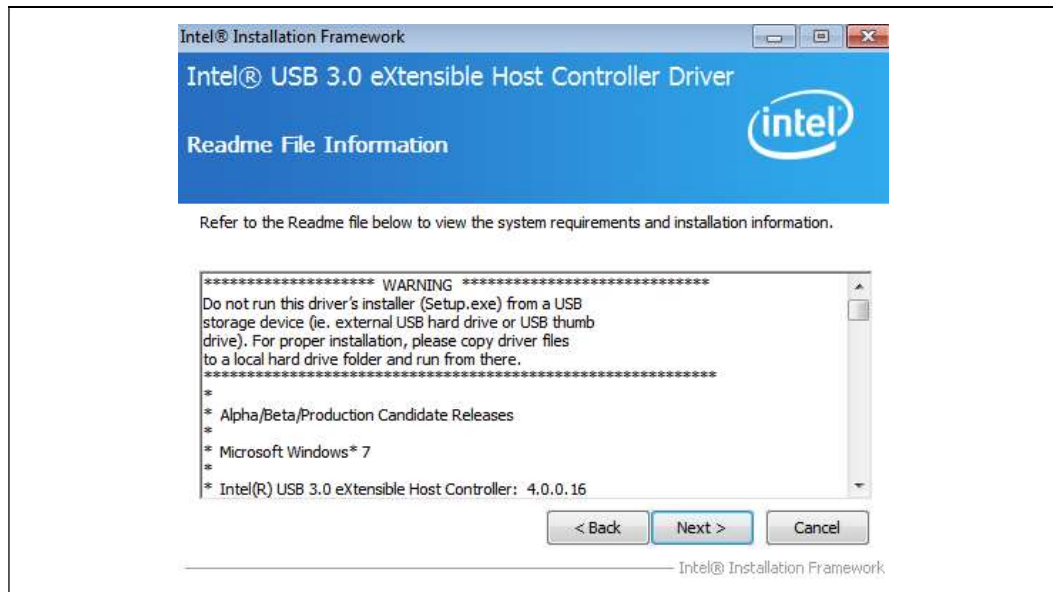 Intel® Installation Framework
Intel® USB 3.0 eXtensible Host Controller Driver
intel
Readme File Information
Refer to the Readme file below to view the system requirements and installation information.
******************** WARNING *****************************
Do not run this driver's installer (Setup.exe) from a USB
storage device (ie. external USB hard drive or USB thumb
drive). For proper installation, please copy driver files
to a local hard drive folder and run from there.
************************************************************
*
* Alpha/Beta/Production Candidate Releases
*
* Microsoft Windows* 7
*
* Intel(R) USB 3.0 eXtensible Host Controller: 4.0.0.16
< Back Next > Cancel
Intel® Installation Framework